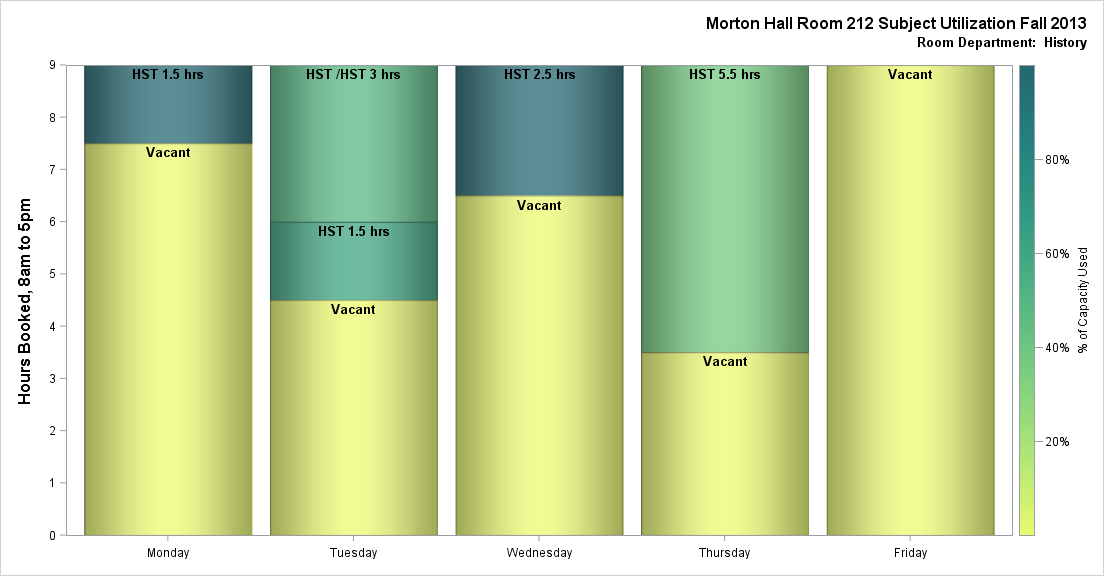 Morton Hall Room 212 Subject Utilization Fall 2013
Room Department:  History
Hours Booked, 8am to 5pm
9
8
7
6
5
4
3
2
1
0
HST 1.5 hrs
Vacant
HST /HST 3 hrs
HST 1.5 hrs
Vacant
HST 2.5 hrs
Vacant
HST 5.5 hrs
Vacant
Vacant
Monday
Tuesday
Wednesday
Thursday
Friday
80%
60%
40%
20%
% of Capacity Used